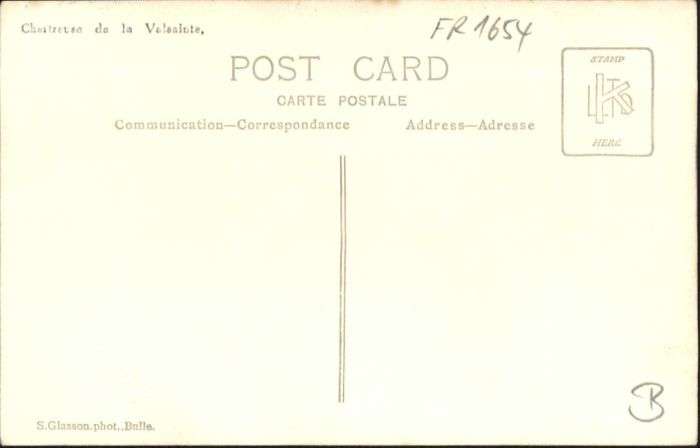 Chartreuse de la Valsainte.
FR 1654
POST CARD
CARTE POSTALE
Communication—Correspondance
Address—Adresse
STAMP
HERE
S. Glasson. phot., Bulle.
B